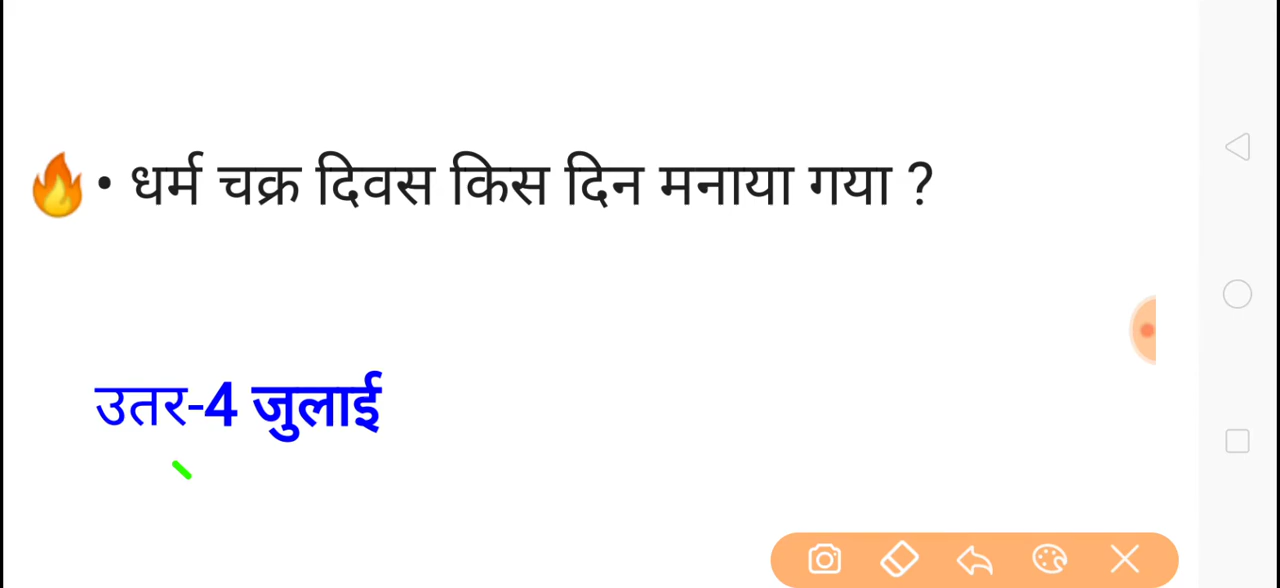 • धर्म चक्र दिवस किस दिन मनाया गया ?
उतर-4 जुलाई